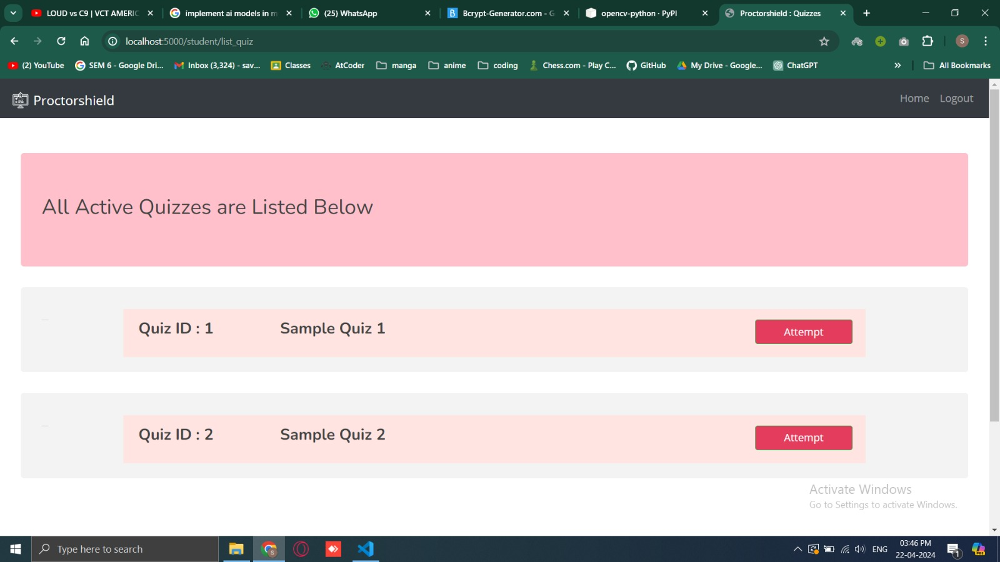 LOUD vs C9 | VCT AMERIC
implement ai models in m
(25) WhatsApp
Bcrypt-Generator.com - G
opencv-python · PyPI
Proctorshield : Quizzes
localhost:5000/student/list_quiz
S
(2) YouTube
SEM 6 - Google Dri...
Inbox (3,324) - sav...
Classes
AtCoder
manga
anime
coding
Chess.com - Play C...
GitHub
My Drive - Google...
ChatGPT
All Bookmarks
Proctorshield
Home
Logout
All Active Quizzes are Listed Below
Quiz ID : 1
Sample Quiz 1
Attempt
Quiz ID : 2
Sample Quiz 2
Attempt
Activate Windows
Go to Settings to activate Windows.
Type here to search
ENG
03:46 PM
22-04-2024
1
PRE